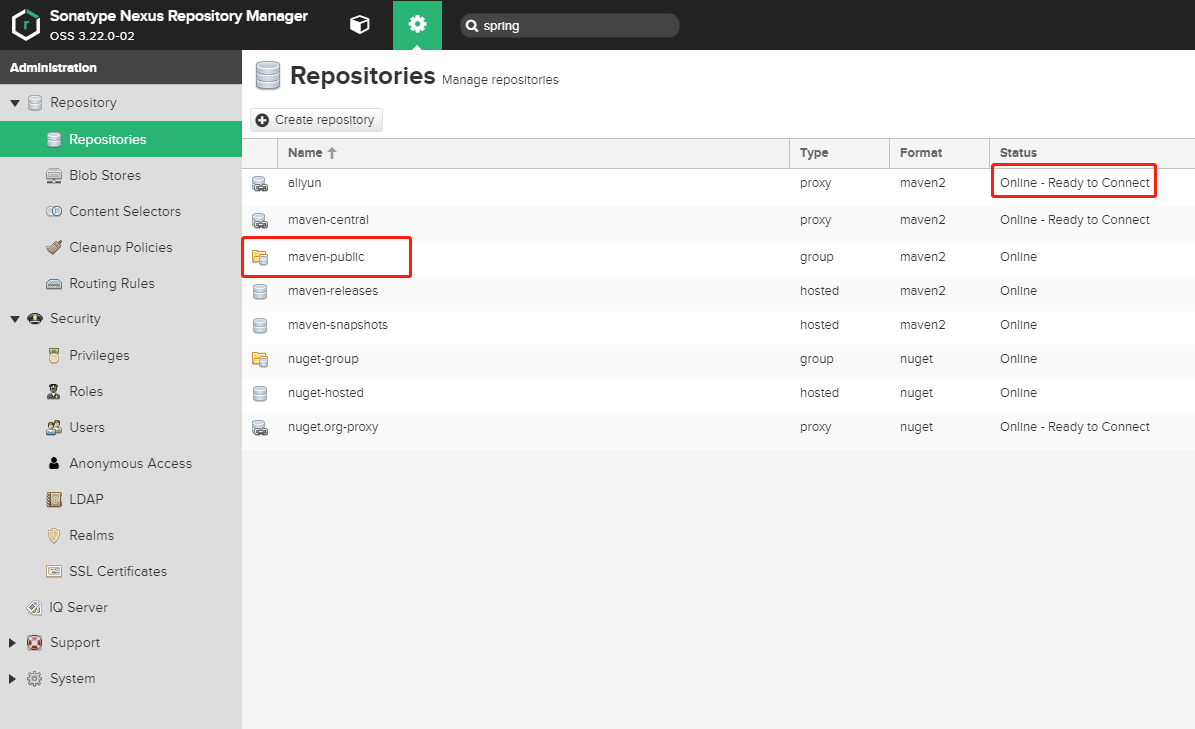 Sonatype Nexus Repository Manager
OSS 3.22.0-02
spring
Administration
Repository
Repositories
Blob Stores
Content Selectors
Cleanup Policies
Routing Rules
Security
Privileges
Roles
Users
Anonymous Access
LDAP
Realms
SSL Certificates
IQ Server
Support
System
Repositories Manage repositories
Create repository
Name Type Format Status
aliyun proxy maven2 Online - Ready to Connect
maven-central proxy maven2 Online - Ready to Connect
maven-public group maven2 Online
maven-releases hosted maven2 Online
maven-snapshots hosted maven2 Online
nuget-group group nuget Online
nuget-hosted hosted nuget Online
nuget.org-proxy proxy nuget Online - Ready to Connect